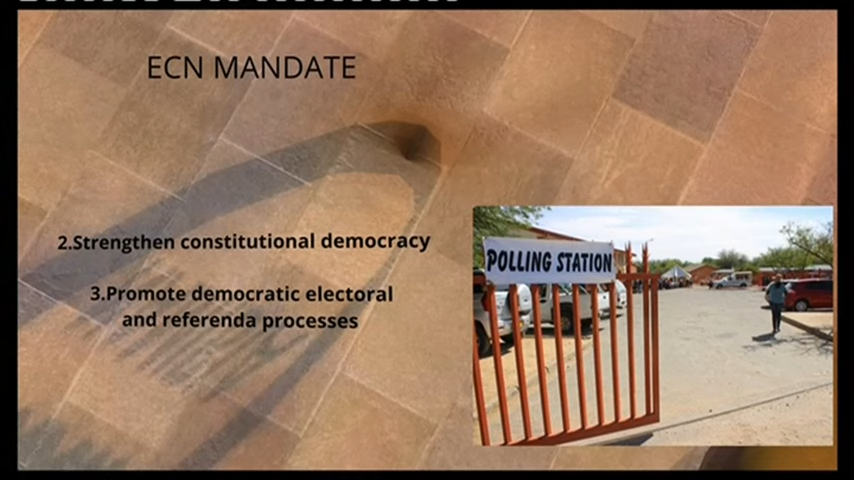 ECN MANDATE
2.Strengthen constitutional democracy
3.Promote democratic electoral
and referenda processes
POLLING STATION